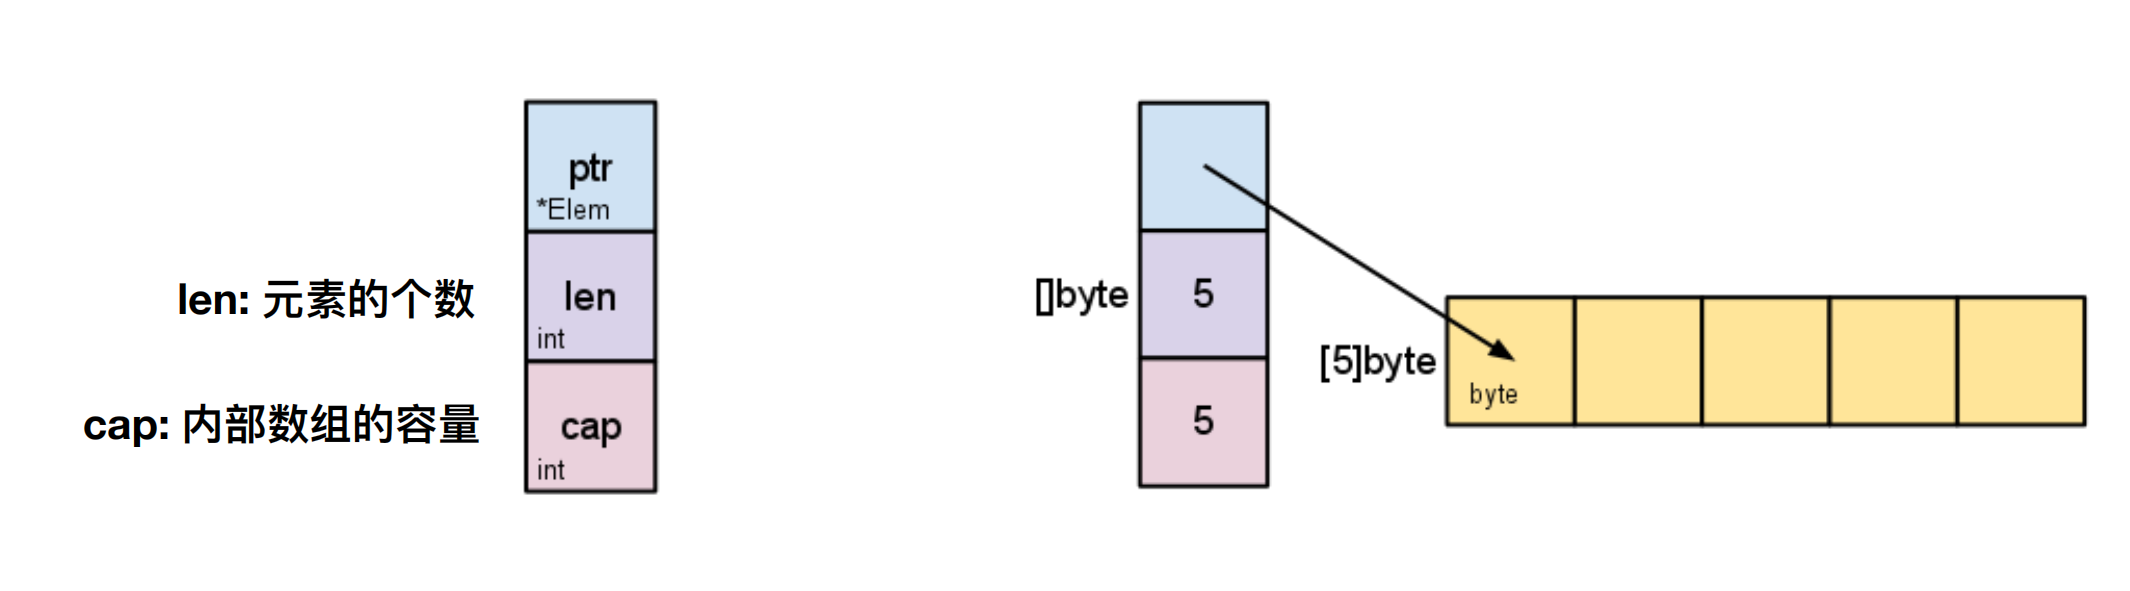 ptr
*Elem
len: 元素的个数
len
int
cap: 内部数组的容量
cap
int
[]byte
5
5
[5]byte
byte